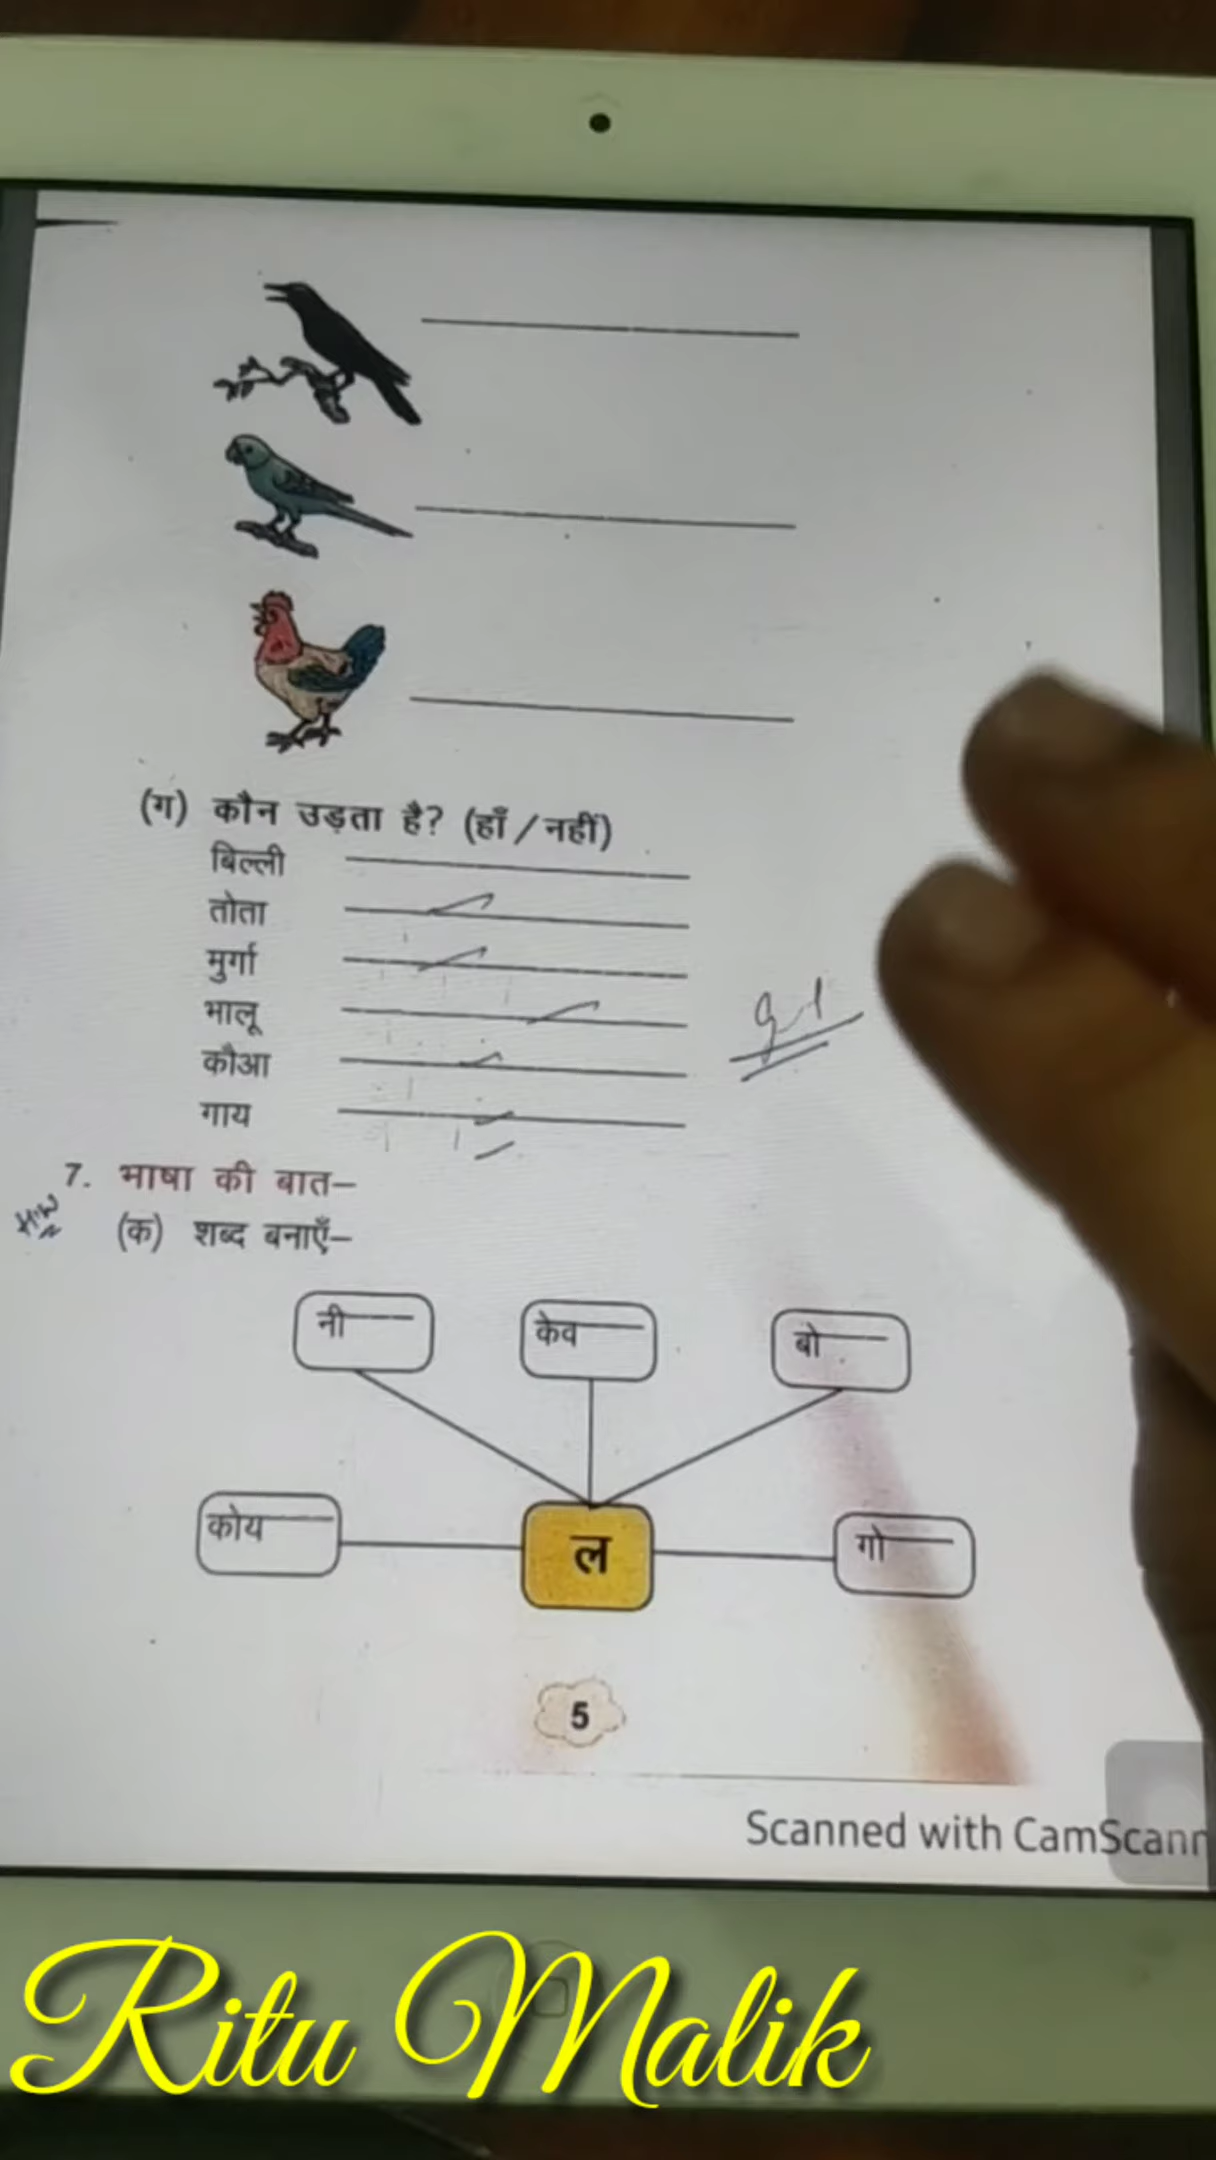 (ग) कौन उड़ता है? (हाँ / नहीं)
बिल्ली
तोता
मुर्गा
भालू
कौआ
गाय
7. भाषा की बात–
H.W
(क) शब्द बनाएँ–
नी केव बो
कोय ल गो
5
Scanned with CamScann
Ritu Malik